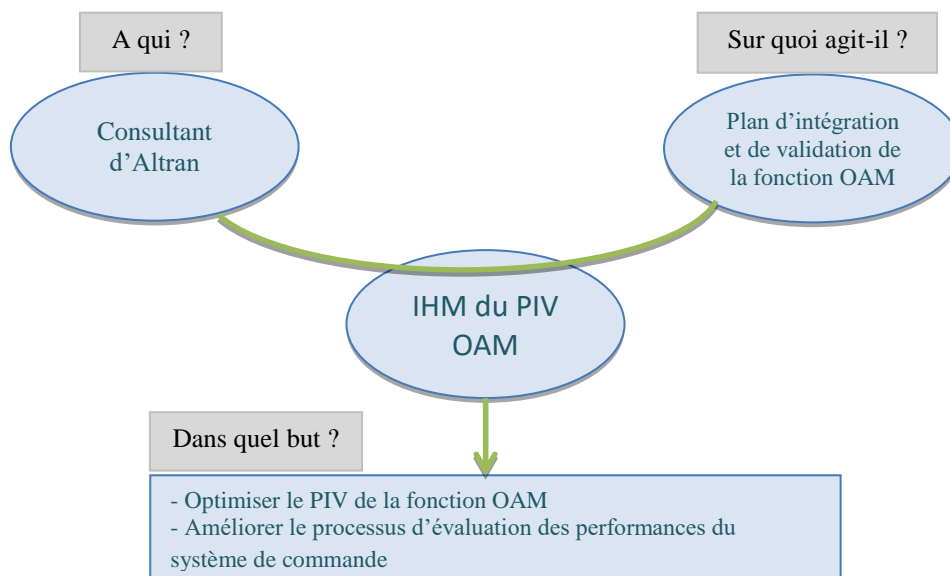 A qui ?
Sur quoi agit-il ?
Consultant
d’Altran
Plan d’intégration
et de validation de
la fonction OAM
IHM du PIV
OAM
Dans quel but ?
- Optimiser le PIV de la fonction OAM
- Améliorer le processus d’évaluation des performances du
système de commande